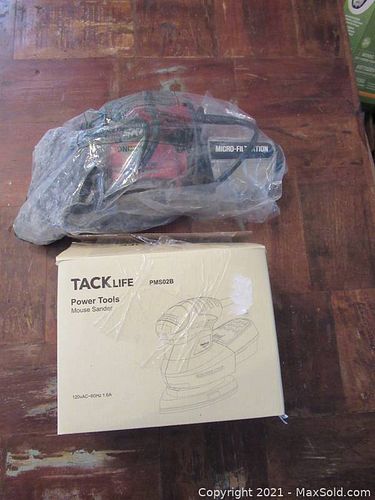 MICRO-FILTRATION
TACKLIFE PMS02B
Power Tools
Mouse Sander
120VAC~60Hz 1.6A
Copyright 2021 - MaxSold.com